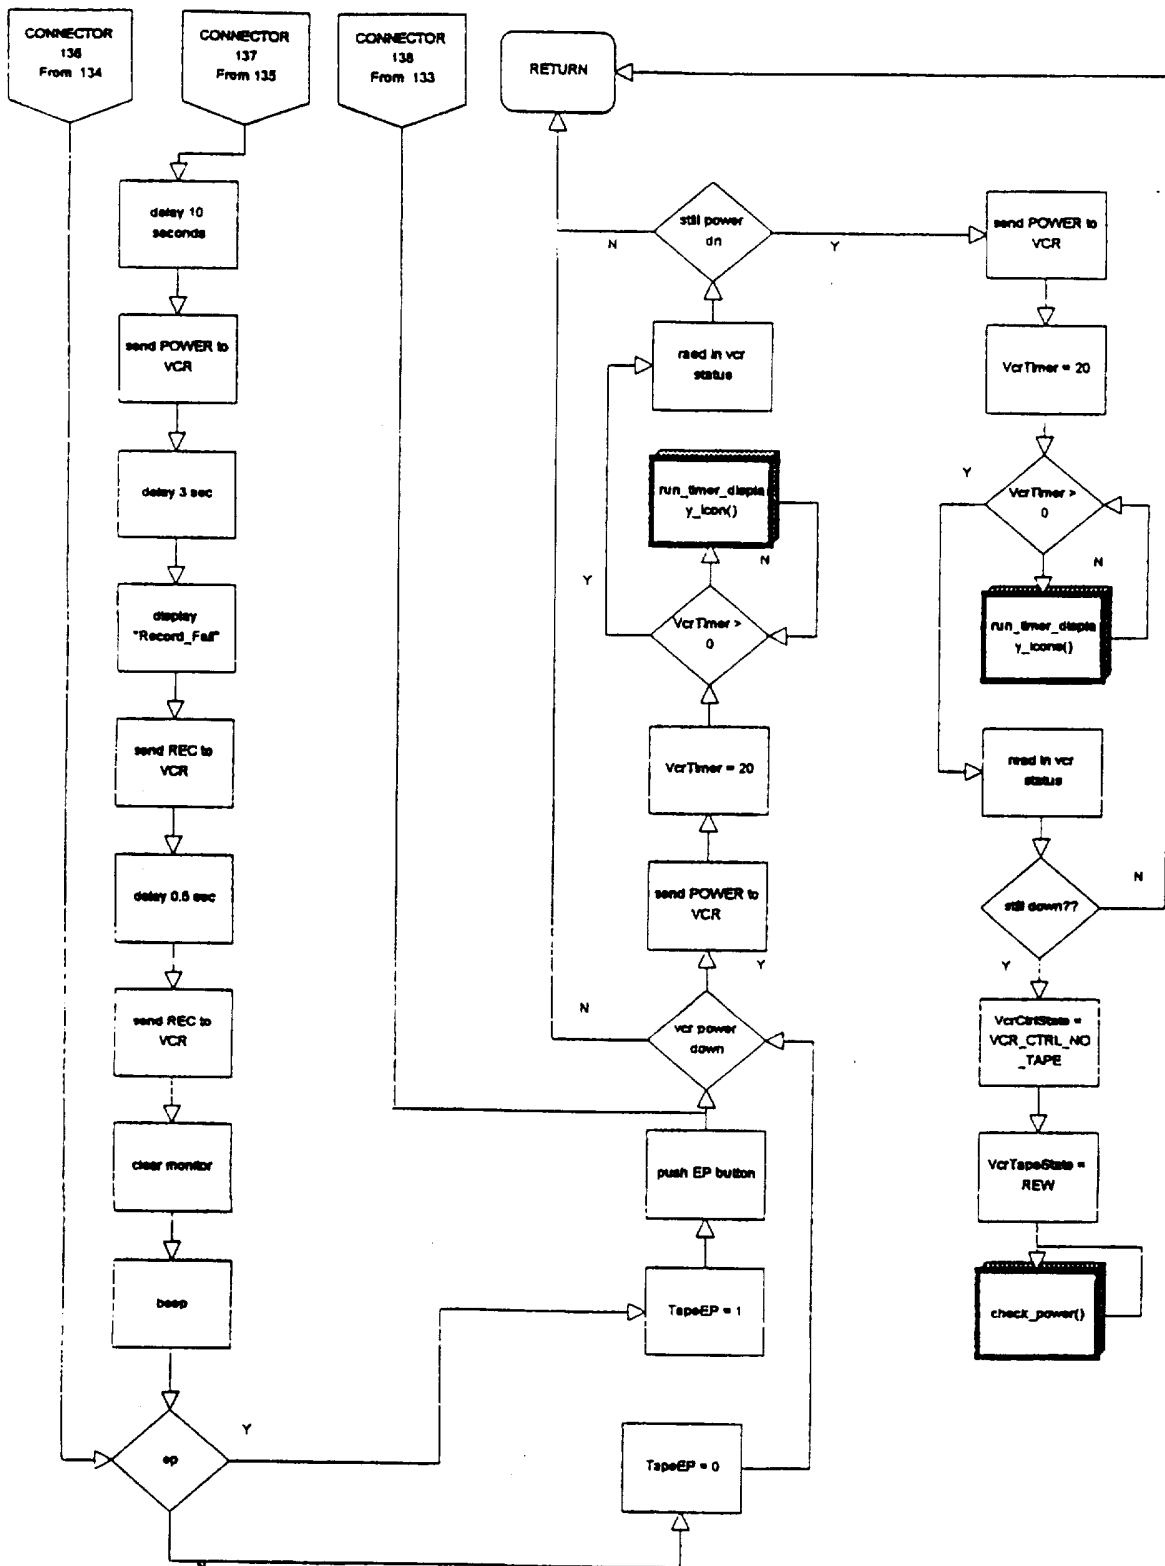 CONNECTOR
136
From 134
CONNECTOR
137
From 135
CONNECTOR
138
From 133
RETURN
delay 10
seconds
send POWER to
VCR
delay 3 sec
display
"Record_Fail"
send REC to
VCR
delay 0.5 sec
send REC to
VCR
clear monitor
beep
ep
Y
N
still power
dn
N
Y
raed in vcr
status
run_timer_displa
y_icon()
N
Y
VcrTimer >
0
VcrTimer = 20
send POWER to
VCR
Y
N
vcr power
down
push EP button
TapeEP = 1
TapeEP = 0
send POWER to
VCR
VcrTimer = 20
Y
VcrTimer >
0
N
run_timer_displa
y_icons()
read in vcr
status
still down??
N
Y
VcrCtrlState =
VCR_CTRL_NO
_TAPE
VcrTapeState =
REW
check_power()